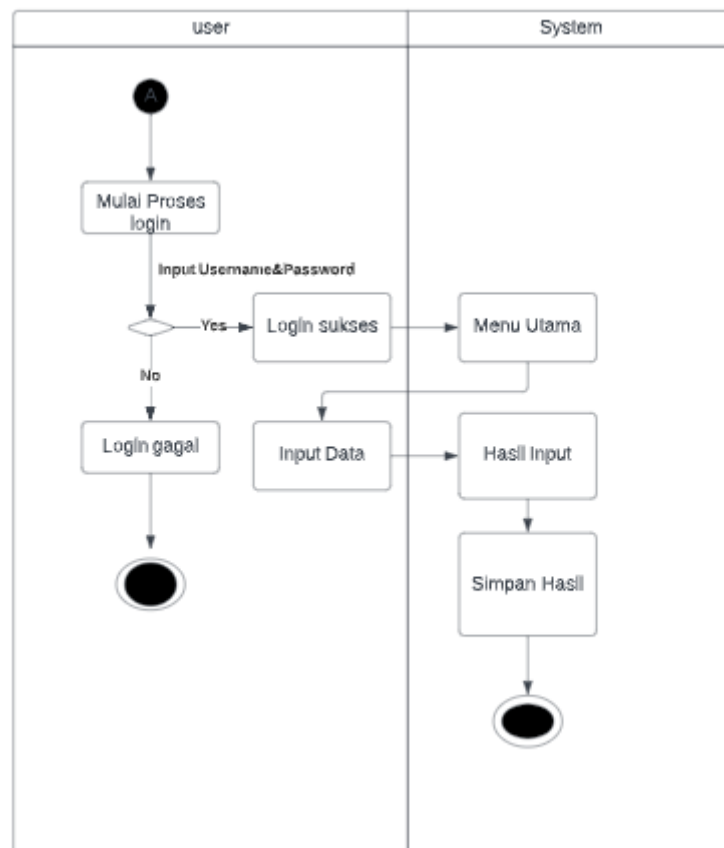 user
System
A
Mulai Proses
login
Input Username&Password
Yes
Login sukses
Menu Utama
No
Login gagal
Input Data
Hasil Input
Simpan Hasil